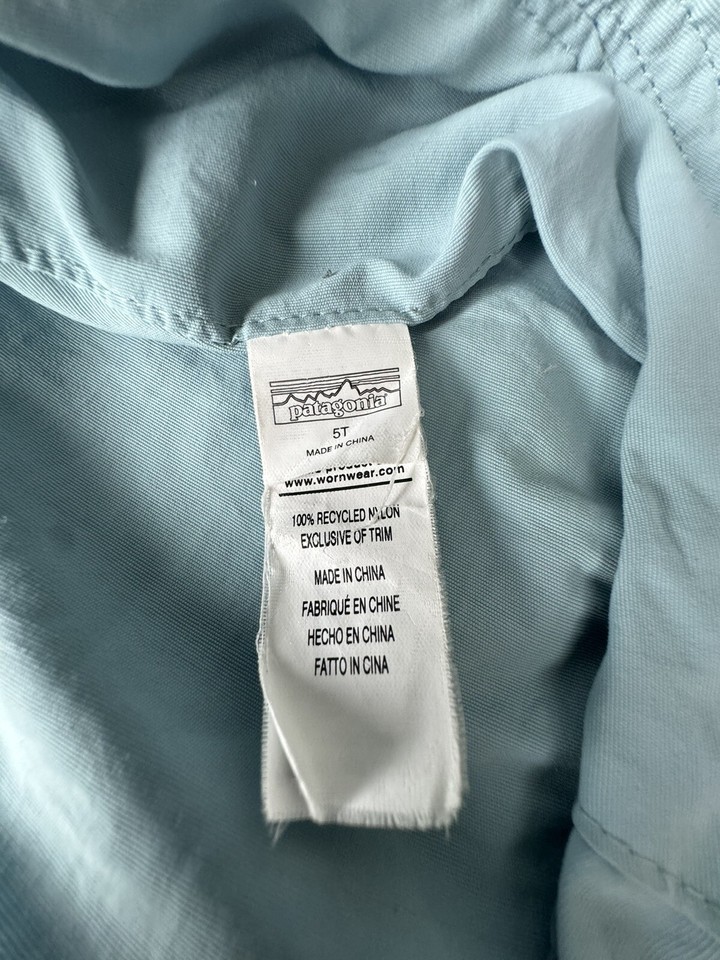 patagonia
5T
MADE IN CHINA
www.wornwear.com
100% RECYCLED NYLON
EXCLUSIVE OF TRIM
MADE IN CHINA
FABRIQUÉ EN CHINE
HECHO EN CHINA
FATTO IN CINA